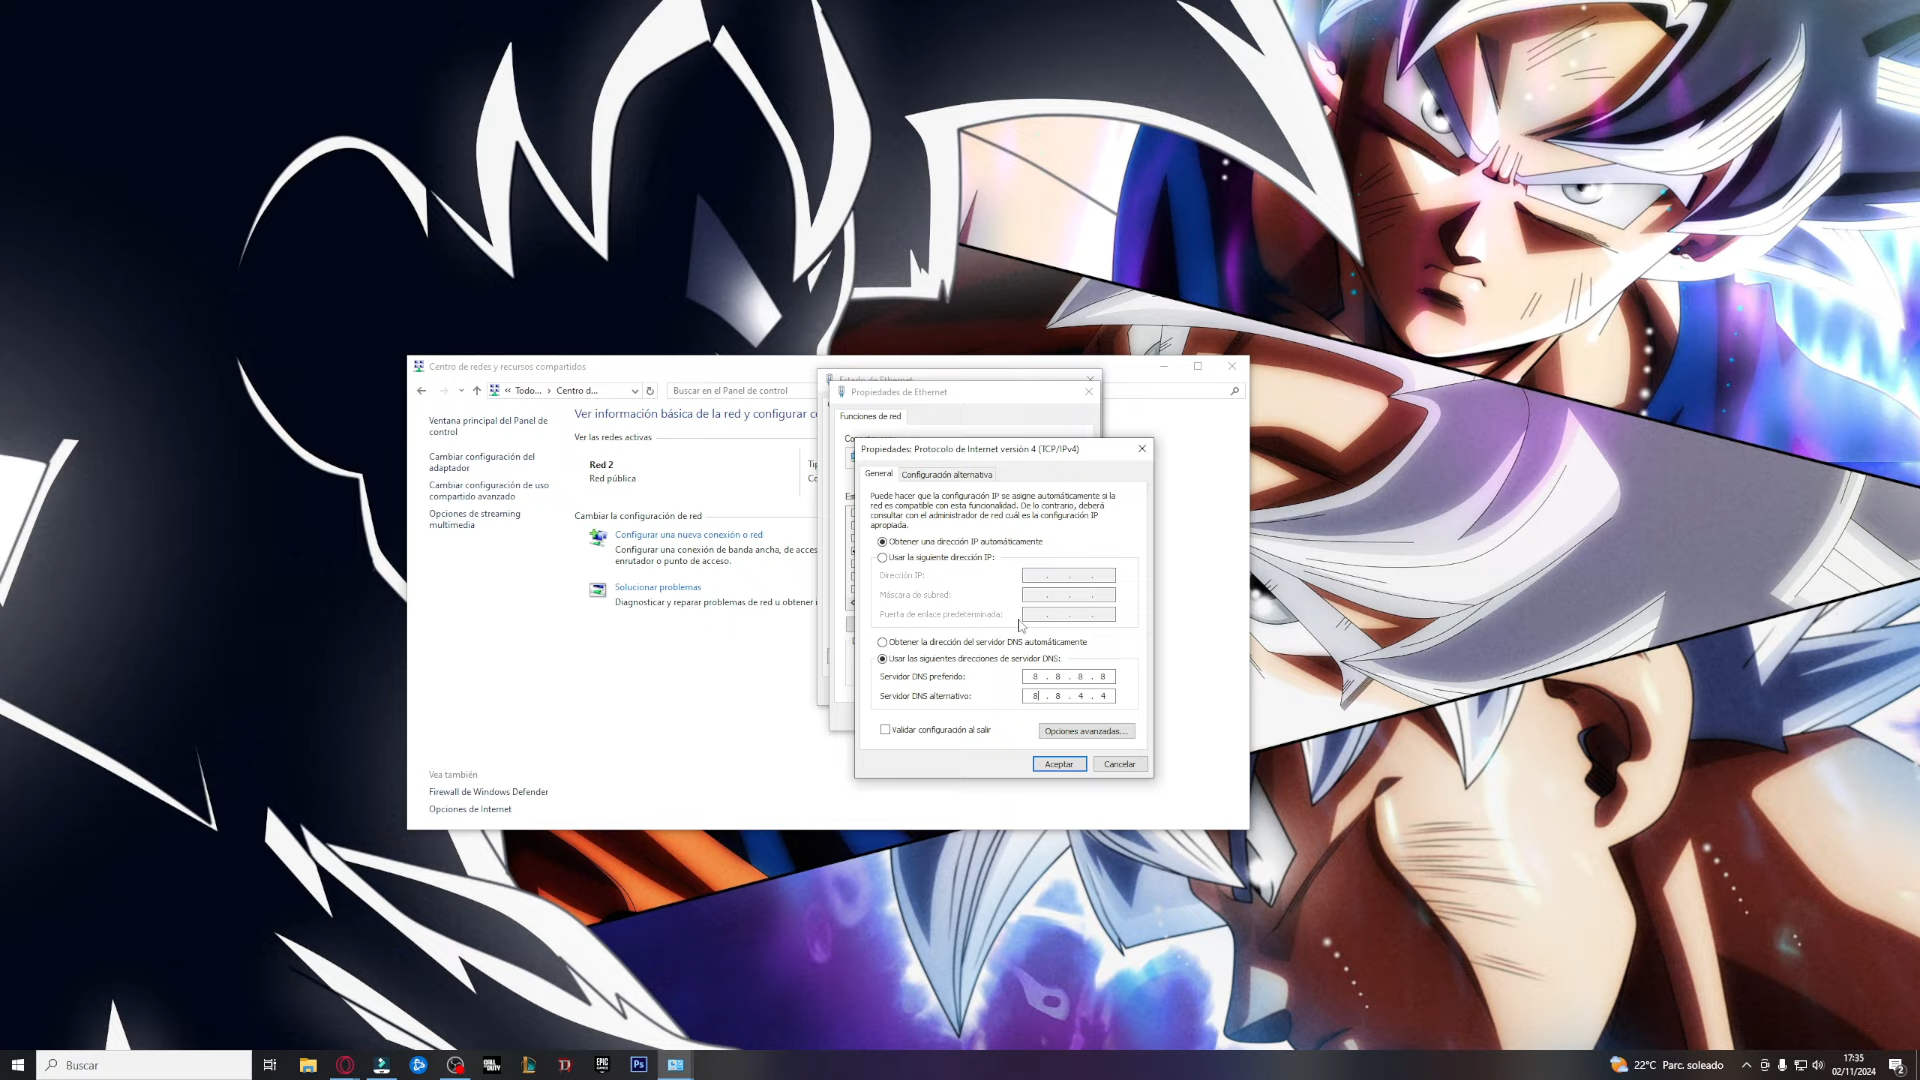 Centro de redes y recursos compartidos
« Todo... › Centro d...
Buscar en el Panel de control
Ventana principal del Panel de
control
Cambiar configuración del
adaptador
Cambiar configuración de uso
compartido avanzado
Opciones de streaming
multimedia
Vea también
Firewall de Windows Defender
Opciones de Internet
Ver información básica de la red y configurar c
Ver las redes activas
Red 2
Red pública
Cambiar la configuración de red
Configurar una nueva conexión o red
Configurar una conexión de banda ancha, de acces
enrutador o punto de acceso.
Solucionar problemas
Diagnosticar y reparar problemas de red u obtener i
Estado de Ethernet
Propiedades de Ethernet
Funciones de red
Propiedades: Protocolo de Internet versión 4 (TCP/IPv4)
General
Configuración alternativa
Puede hacer que la configuración IP se asigne automáticamente si la
red es compatible con esta funcionalidad. De lo contrario, deberá
consultar con el administrador de red cuál es la configuración IP
apropiada.
Obtener una dirección IP automáticamente
Usar la siguiente dirección IP:
Dirección IP: . . .
Máscara de subred: . . .
Puerta de enlace predeterminada: . . .
Obtener la dirección del servidor DNS automáticamente
Usar las siguientes direcciones de servidor DNS:
Servidor DNS preferido: 8 . 8 . 8 . 8
Servidor DNS alternativo: 8 . 8 . 4 . 4
Validar configuración al salir
Opciones avanzadas...
Aceptar
Cancelar
Buscar
CALL OF DUTY
EPIC GAMES
Ps
22°C Parc. soleado
17:35
02/11/2024
2